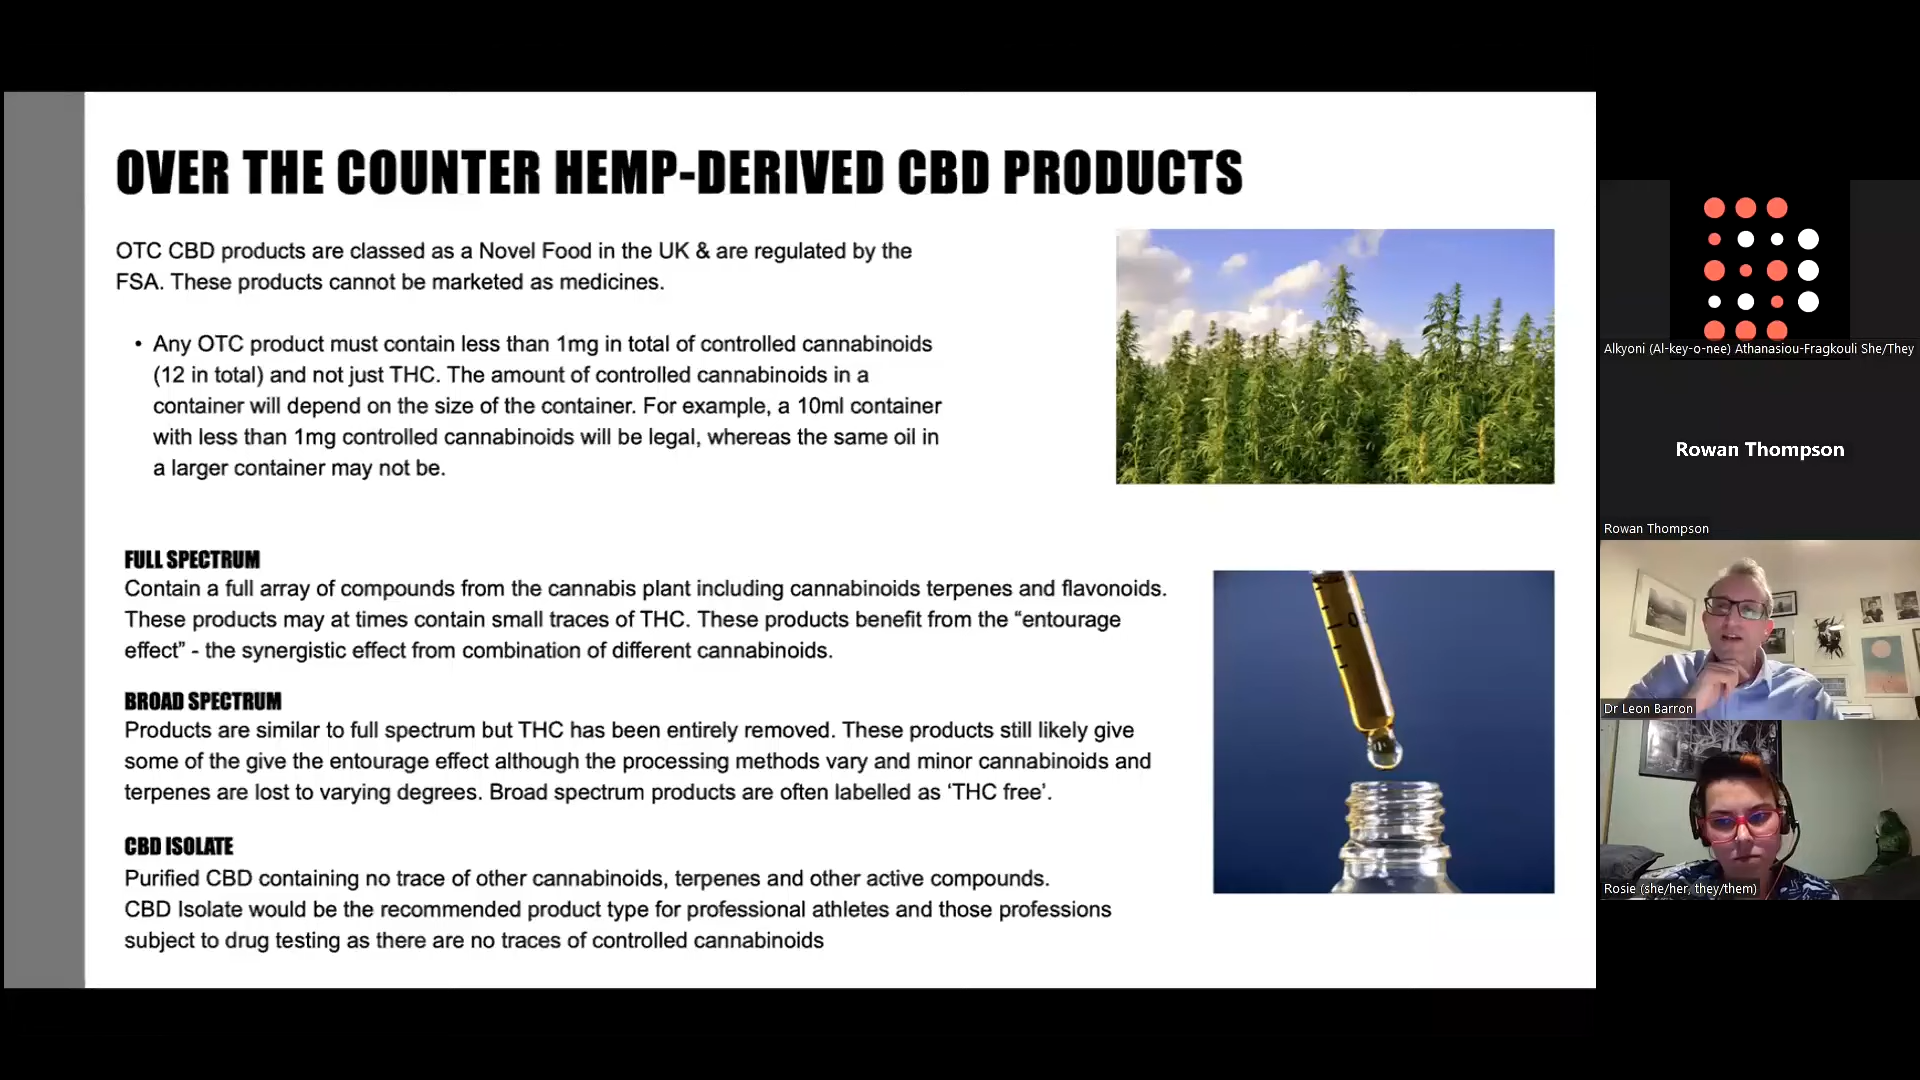 OVER THE COUNTER HEMP-DERIVED CBD PRODUCTS
OTC CBD products are classed as a Novel Food in the UK & are regulated by the
FSA. These products cannot be marketed as medicines.
• Any OTC product must contain less than 1mg in total of controlled cannabinoids
(12 in total) and not just THC. The amount of controlled cannabinoids in a
container will depend on the size of the container. For example, a 10ml container
with less than 1mg controlled cannabinoids will be legal, whereas the same oil in
a larger container may not be.
FULL SPECTRUM
Contain a full array of compounds from the cannabis plant including cannabinoids terpenes and flavonoids.
These products may at times contain small traces of THC. These products benefit from the “entourage
effect” - the synergistic effect from combination of different cannabinoids.
BROAD SPECTRUM
Products are similar to full spectrum but THC has been entirely removed. These products still likely give
some of the give the entourage effect although the processing methods vary and minor cannabinoids and
terpenes are lost to varying degrees. Broad spectrum products are often labelled as ‘THC free’.
CBD ISOLATE
Purified CBD containing no trace of other cannabinoids, terpenes and other active compounds.
CBD Isolate would be the recommended product type for professional athletes and those professions
subject to drug testing as there are no traces of controlled cannabinoids
Alkyoni (Al-key-o-nee) Athanasiou-Fragkouli She/They
Rowan Thompson
Rowan Thompson
Dr Leon Barron
Rosie (she/her, they/them)